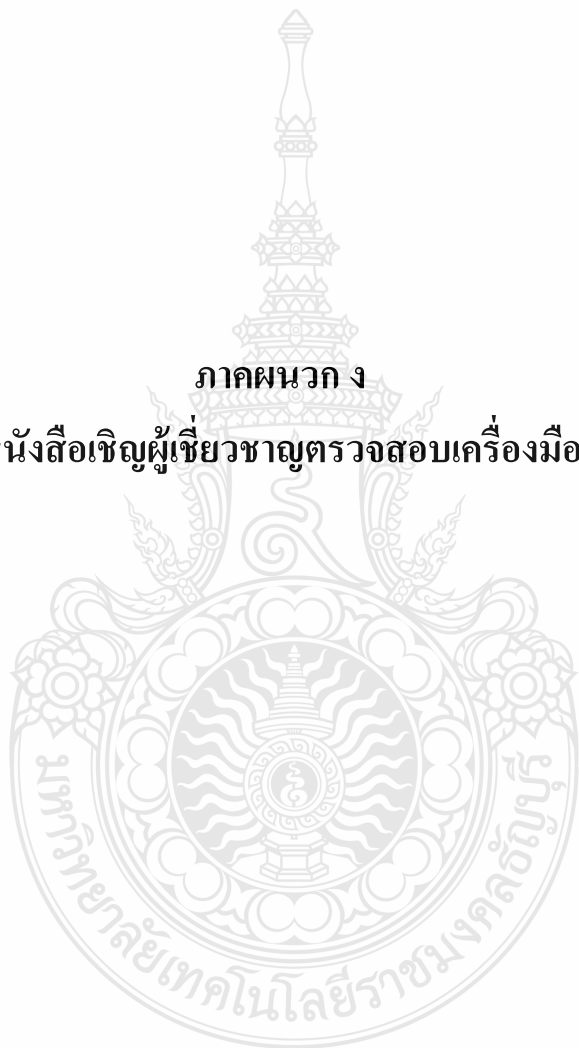 ภาคผนวก ง
นังสือเชิญผู้เชี่ยวชาญตรวจสอบเครื่องมือ
มหาวิทยาลัยเทคโนโลยีราชมงคลธัญบุรี